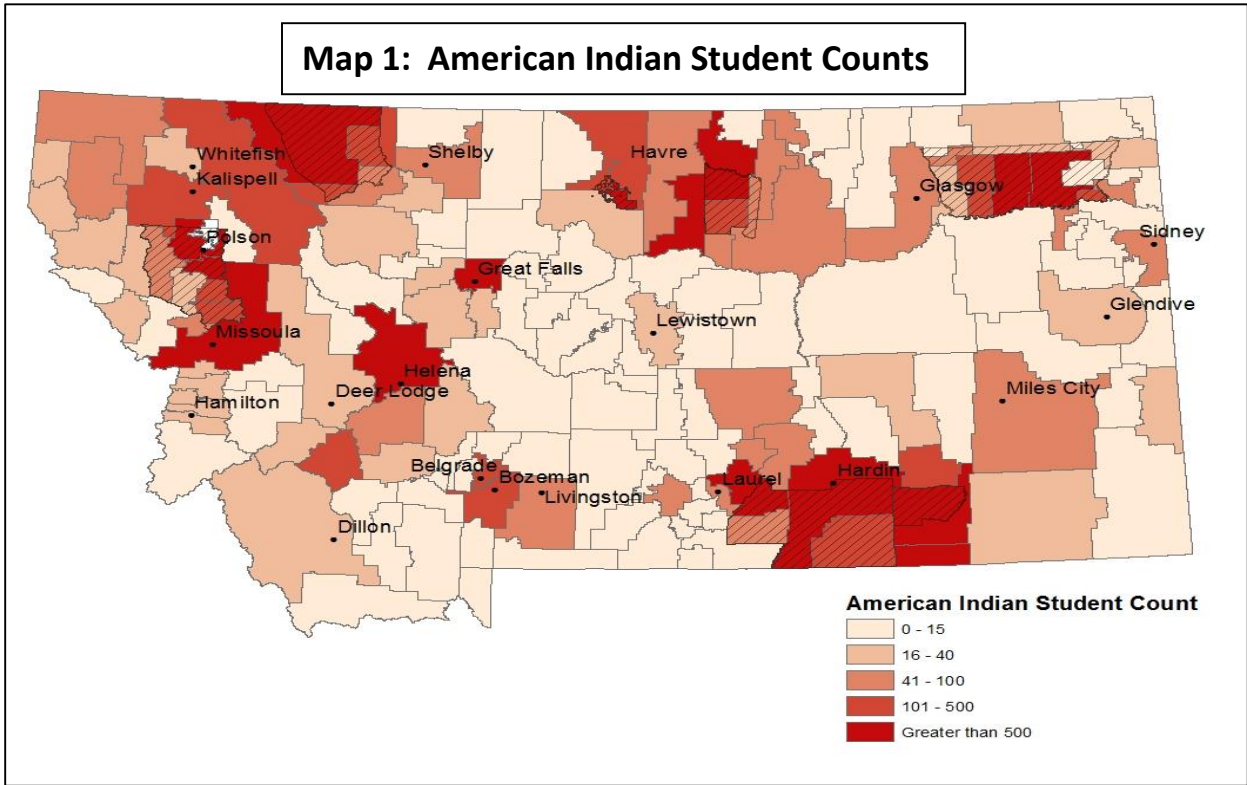 Map 1: American Indian Student Counts
Whitefish
Kalispell
Shelby
Havre
Glasgow
Polson
Sidney
Great Falls
Glendive
Lewistown
Missoula
Helena
Deer Lodge
Miles City
Hamilton
Belgrade
Bozeman
Livingston
Laurel
Hardin
Dillon
American Indian Student Count
0 - 15
16 - 40
41 - 100
101 - 500
Greater than 500